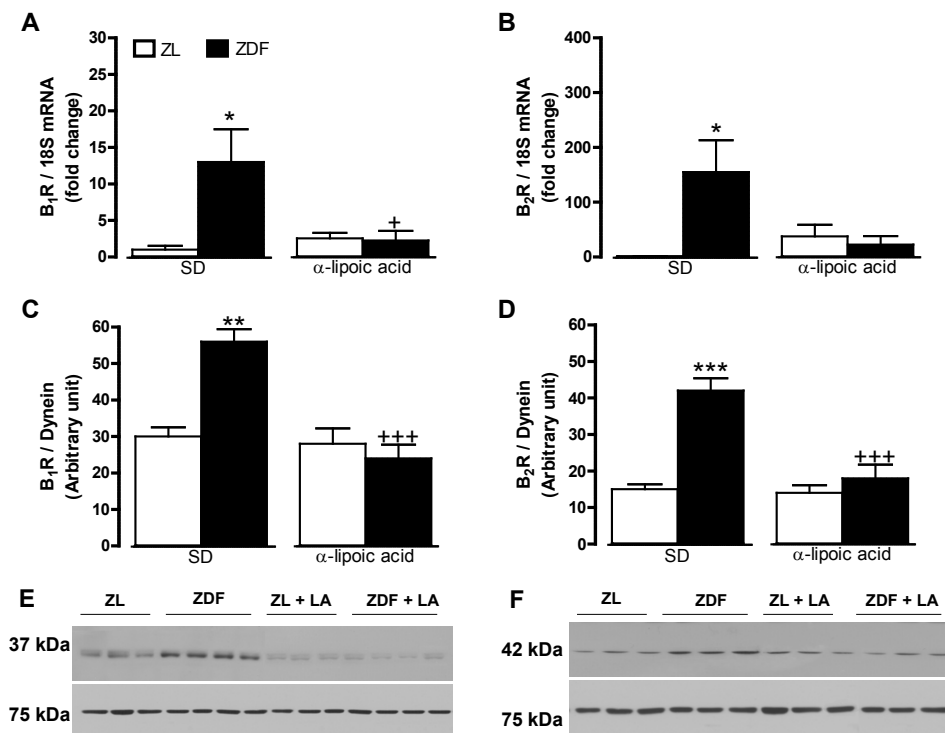 A
B₁R / 18S mRNA
(fold change)
30
25
20
15
10
5
0
ZL
ZDF
*
+
SD
α-lipoic acid
B
B₂R / 18S mRNA
(fold change)
400
300
200
100
0
*
SD
α-lipoic acid
C
B₁R / Dynein
(Arbitrary unit)
60
50
40
30
20
10
0
**
+++
SD
α-lipoic acid
D
B₂R / Dynein
(Arbitrary unit)
60
50
40
30
20
10
0
***
+++
SD
α-lipoic acid
E
ZL
ZDF
ZL + LA
ZDF + LA
37 kDa
75 kDa
F
ZL
ZDF
ZL + LA
ZDF + LA
42 kDa
75 kDa